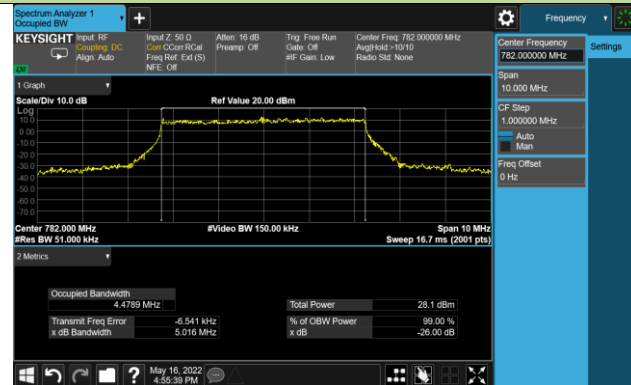 Spectrum Analyzer 1
Occupied BW
Frequency
KEYSIGHT
Input: RF
Coupling: DC
Align: Auto
Input Z: 50 Ω
Corr CCorr RCal
Freq Ref: Ext (S)
NFE: Off
Atten: 16 dB
Preamp: Off
Trig: Free Run
Gate: Off
#IF Gain: Low
Center Freq: 782.000000 MHz
Avg|Hold:>10/10
Radio Std: None
Center Frequency
782.000000 MHz
Settings
Span
10.000 MHz
CF Step
1.000000 MHz
Auto
Man
Freq Offset
0 Hz
1 Graph
Scale/Div 10.0 dB
Ref Value 20.00 dBm
Log
10.0
0.00
-10.0
-20.0
-30.0
-40.0
-50.0
-60.0
-70.0
Center 782.000 MHz
#Video BW 150.00 kHz
Span 10 MHz
#Res BW 51.000 kHz
Sweep 16.7 ms (2001 pts)
2 Metrics
Occupied Bandwidth
4.4789 MHz
Total Power 28.1 dBm
Transmit Freq Error -6.541 kHz
% of OBW Power 99.00 %
x dB Bandwidth 5.016 MHz
x dB -26.00 dB
May 16, 2022
4:55:39 PM